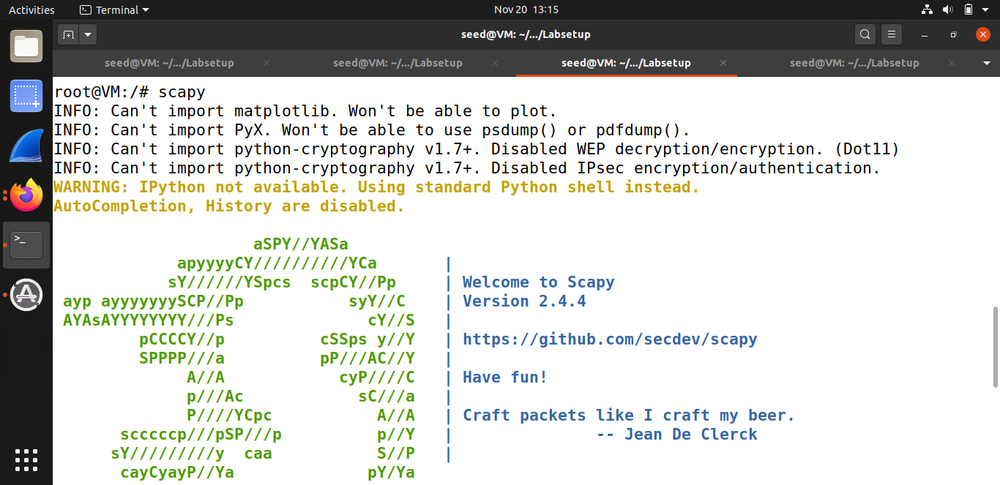 Activities Terminal Nov 20 13:15
seed@VM: ~/.../Labsetup
seed@VM: ~/.../Labsetup seed@VM: ~/.../Labsetup seed@VM: ~/.../Labsetup seed@VM: ~/.../Labsetup
root@VM:/# scapy
INFO: Can't import matplotlib. Won't be able to plot.
INFO: Can't import PyX. Won't be able to use psdump() or pdfdump().
INFO: Can't import python-cryptography v1.7+. Disabled WEP decryption/encryption. (Dot11)
INFO: Can't import python-cryptography v1.7+. Disabled IPsec encryption/authentication.
WARNING: IPython not available. Using standard Python shell instead.
AutoCompletion, History are disabled.
                     aSPY//YASa
             apyyyyCY//////////YCa       |
            sY//////YSpcs  scpCY//Pp     | Welcome to Scapy
 ayp ayyyyyyySCP//Pp           syY//C    | Version 2.4.4
 AYAsAYYYYYYYY///Ps              cY//S   |
         pCCCCY//p          cSSps y//Y   | https://github.com/secdev/scapy
         SPPPP///a          pP///AC//Y   |
              A//A            cyP////C   | Have fun!
              p///Ac            sC///a   |
              P////YCpc           A//A   | Craft packets like I craft my beer.
       scccccp///pSP///p          p//Y   |               -- Jean De Clerck
      sY/////////y  caa           S//P   |
       cayCyayP//Ya              pY/Ya